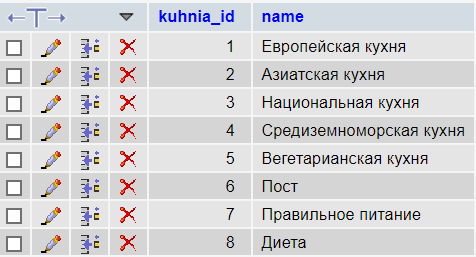 kuhnia_id name
1 Европейская кухня
2 Азиатская кухня
3 Национальная кухня
4 Средиземноморская кухня
5 Вегетарианская кухня
6 Пост
7 Правильное питание
8 Диета